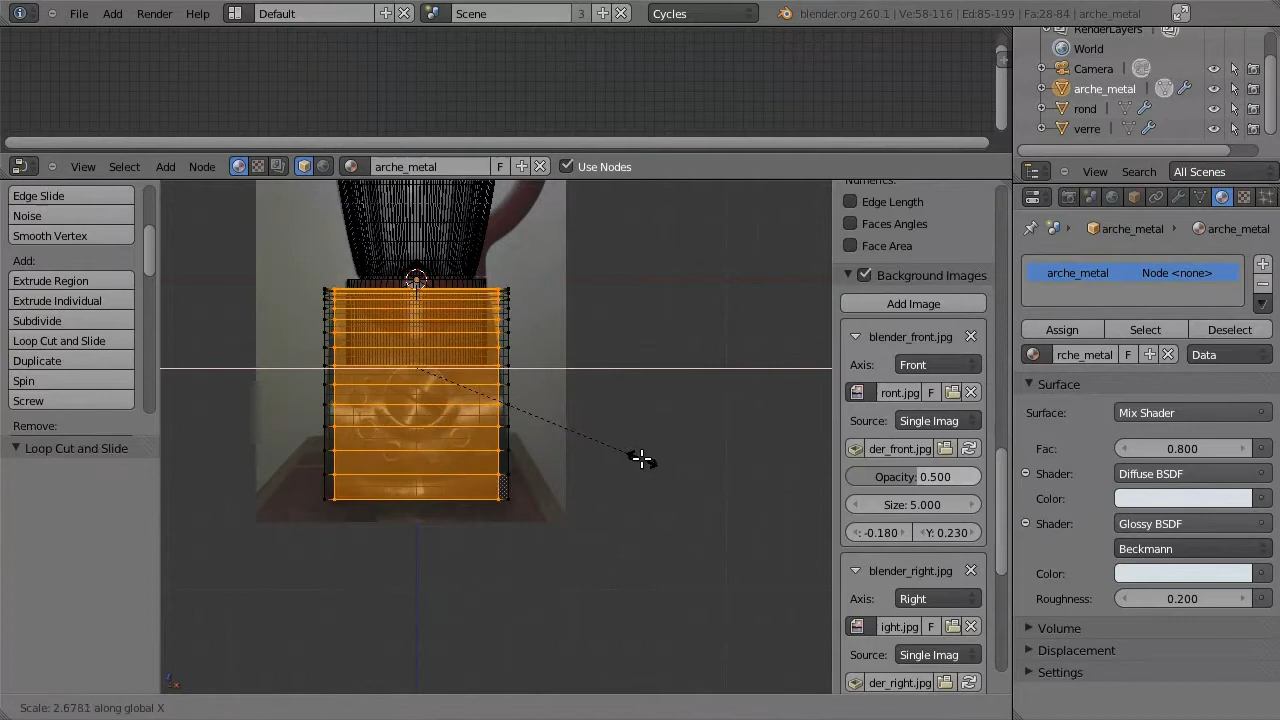 File Add Render Help Default Scene 3 Cycles blender.org 260.1 | Ve:58-116 | Ed:85-199 | Fa:28-84 | arche_metal
RenderLayers
World
Camera
arche_metal
rond
verre
View Select Add Node arche_metal F Use Nodes
View Search All Scenes
Edge Slide
Noise
Smooth Vertex
Add:
Extrude Region
Extrude Individual
Subdivide
Loop Cut and Slide
Duplicate
Spin
Screw
Remove:
Loop Cut and Slide
Numerics:
Edge Length
Faces Angles
Face Area
Background Images
Add Image
blender_front.jpg
Axis: Front
ront.jpg F
Source: Single Imag
der_front.jpg
Opacity: 0.500
Size: 5.000
: -0.180 Y: 0.230
blender_right.jpg
Axis: Right
ight.jpg F
Source: Single Imag
der_right.jpg
arche_metal arche_metal
arche_metal Node <none>
Assign Select Deselect
rche_metal F Data
Surface
Surface: Mix Shader
Fac: 0.800
Shader: Diffuse BSDF
Color:
Shader: Glossy BSDF
Beckmann
Color:
Roughness: 0.200
Volume
Displacement
Settings
Scale: 2.6781 along global X